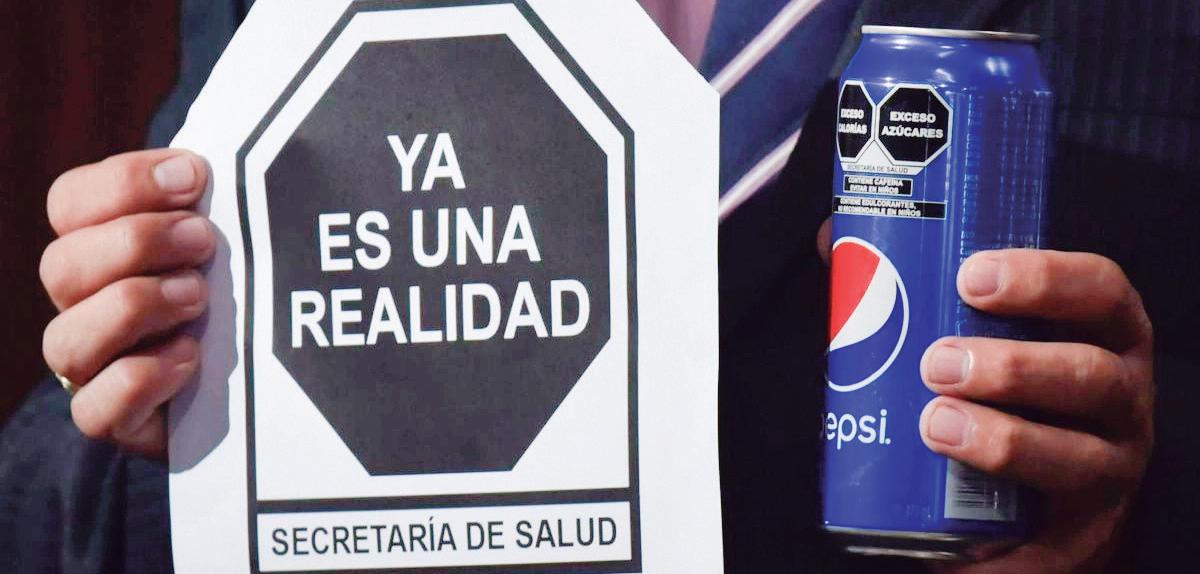 YA
ES UNA
REALIDAD
SECRETARÍA DE SALUD
EXCESO
CALORÍAS
EXCESO
AZÚCARES
SECRETARÍA DE SALUD
CONTIENE CAFEÍNA
EVITAR EN NIÑOS
CONTIENE EDULCORANTES,
NO RECOMENDABLE EN NIÑOS
epsi.